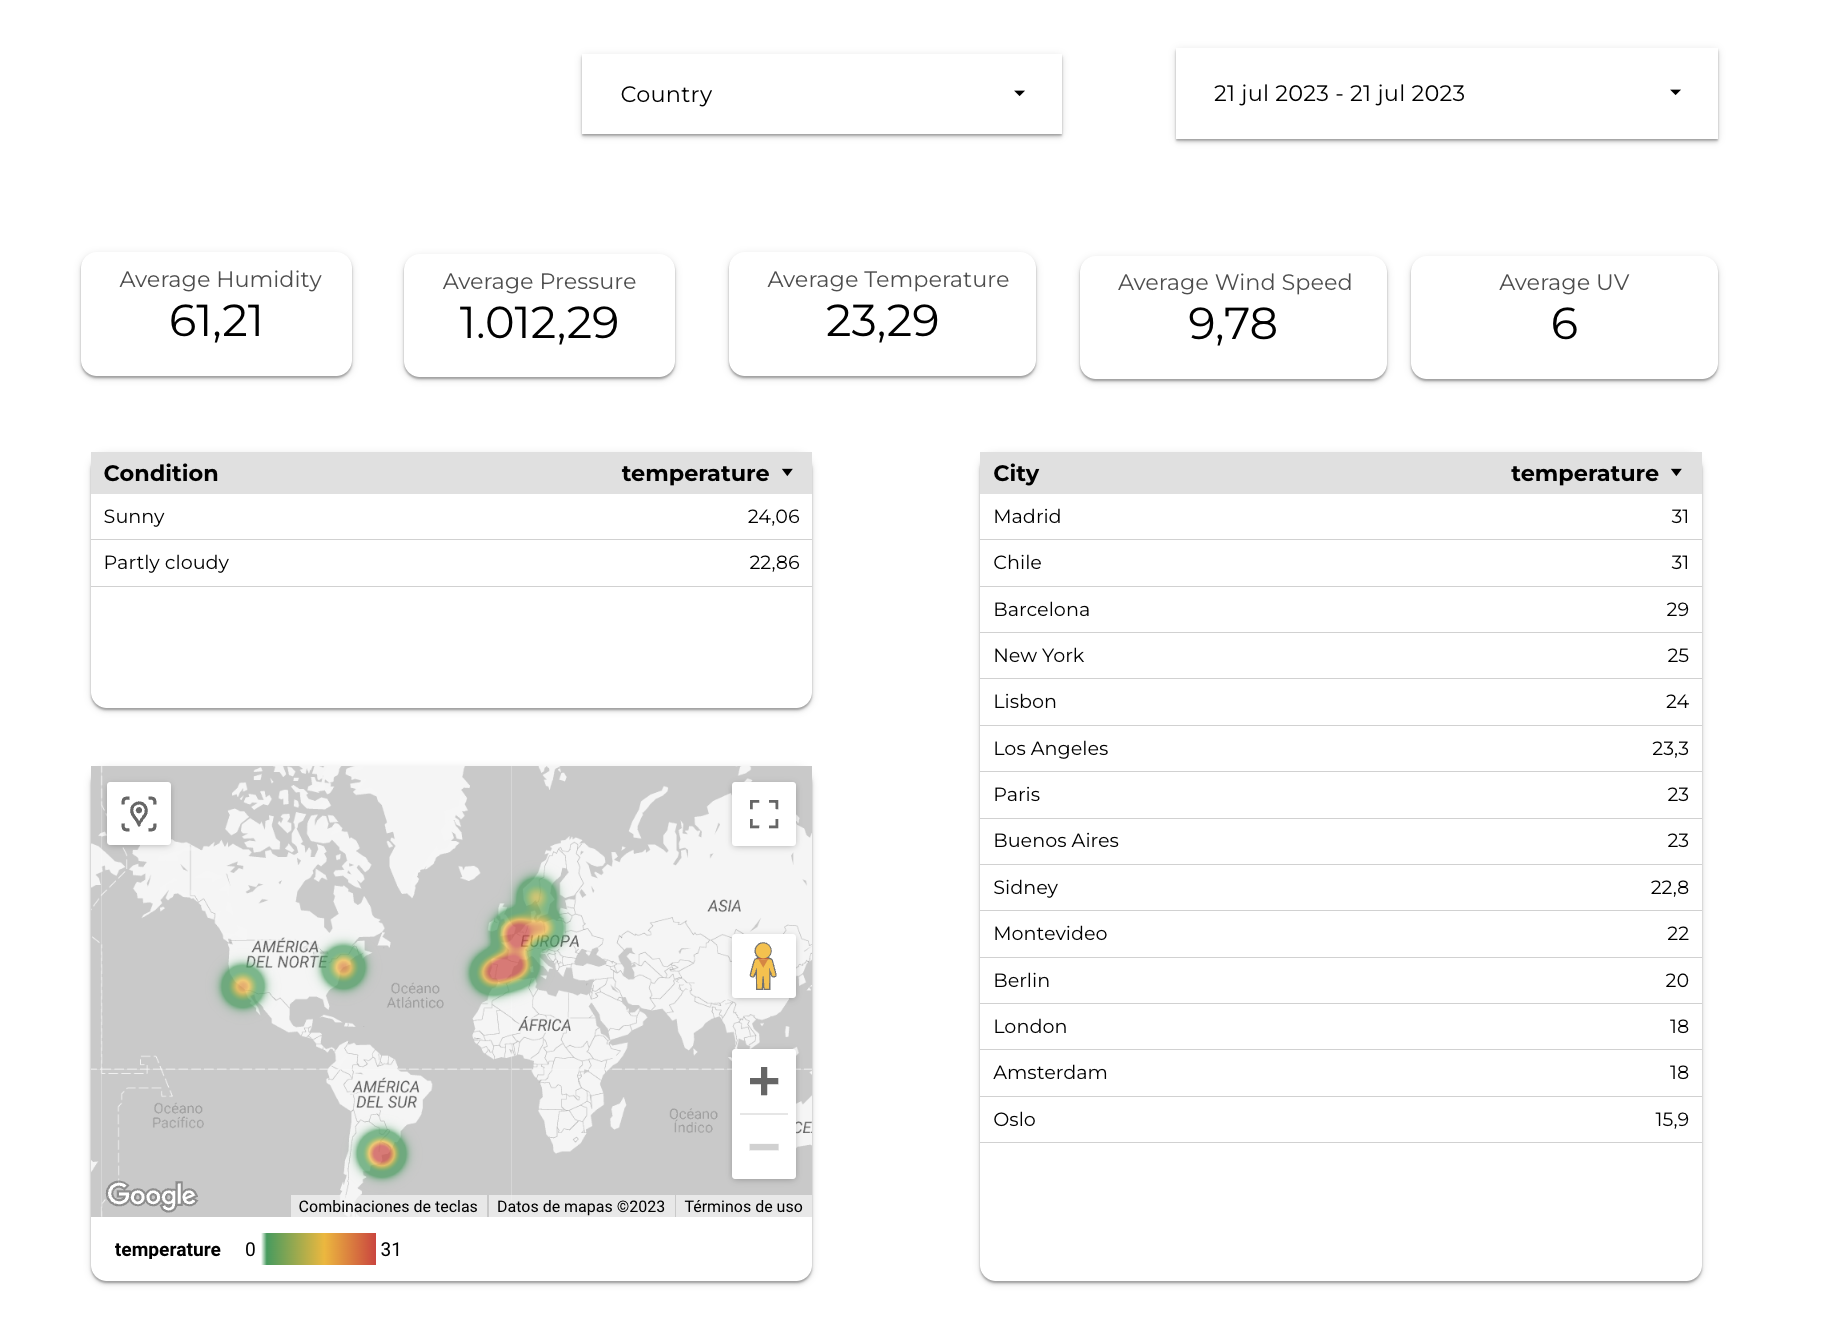 Country
21 jul 2023 - 21 jul 2023
Average Humidity
61,21
Average Pressure
1.012,29
Average Temperature
23,29
Average Wind Speed
9,78
Average UV
6
Condition temperature
Sunny 24,06
Partly cloudy 22,86
City temperature
Madrid 31
Chile 31
Barcelona 29
New York 25
Lisbon 24
Los Angeles 23,3
Paris 23
Buenos Aires 23
Sidney 22,8
Montevideo 22
Berlin 20
London 18
Amsterdam 18
Oslo 15,9
ASIA
EUROPA
AMÉRICA
DEL NORTE
Océano
Atlántico
ÁFRICA
AMÉRICA
DEL SUR
Océano
Pacífico
Océano
Índico
CE
Google
Combinaciones de teclas
Datos de mapas ©2023
Términos de uso
temperature 0 31